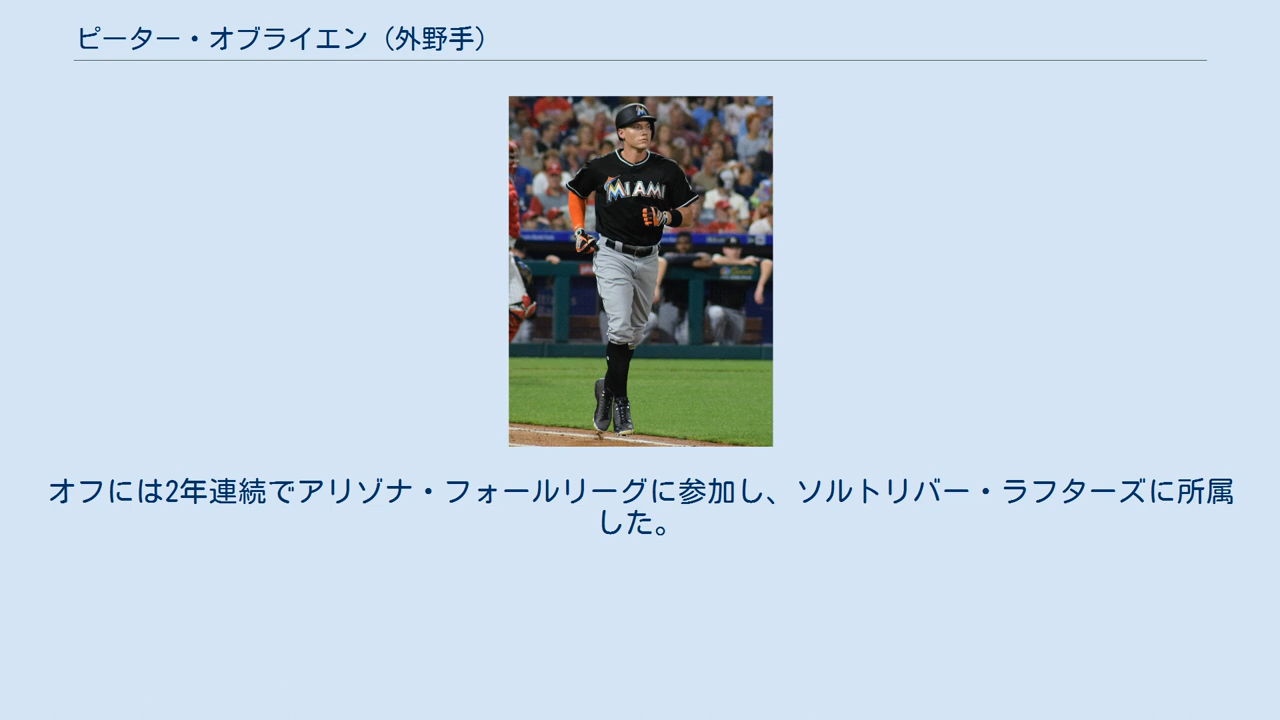 ピーター・オブライエン（外野手）
MIAMI
オフには2年連続でアリゾナ・フォールリーグに参加し、ソルトリバー・ラフターズに所属
した。